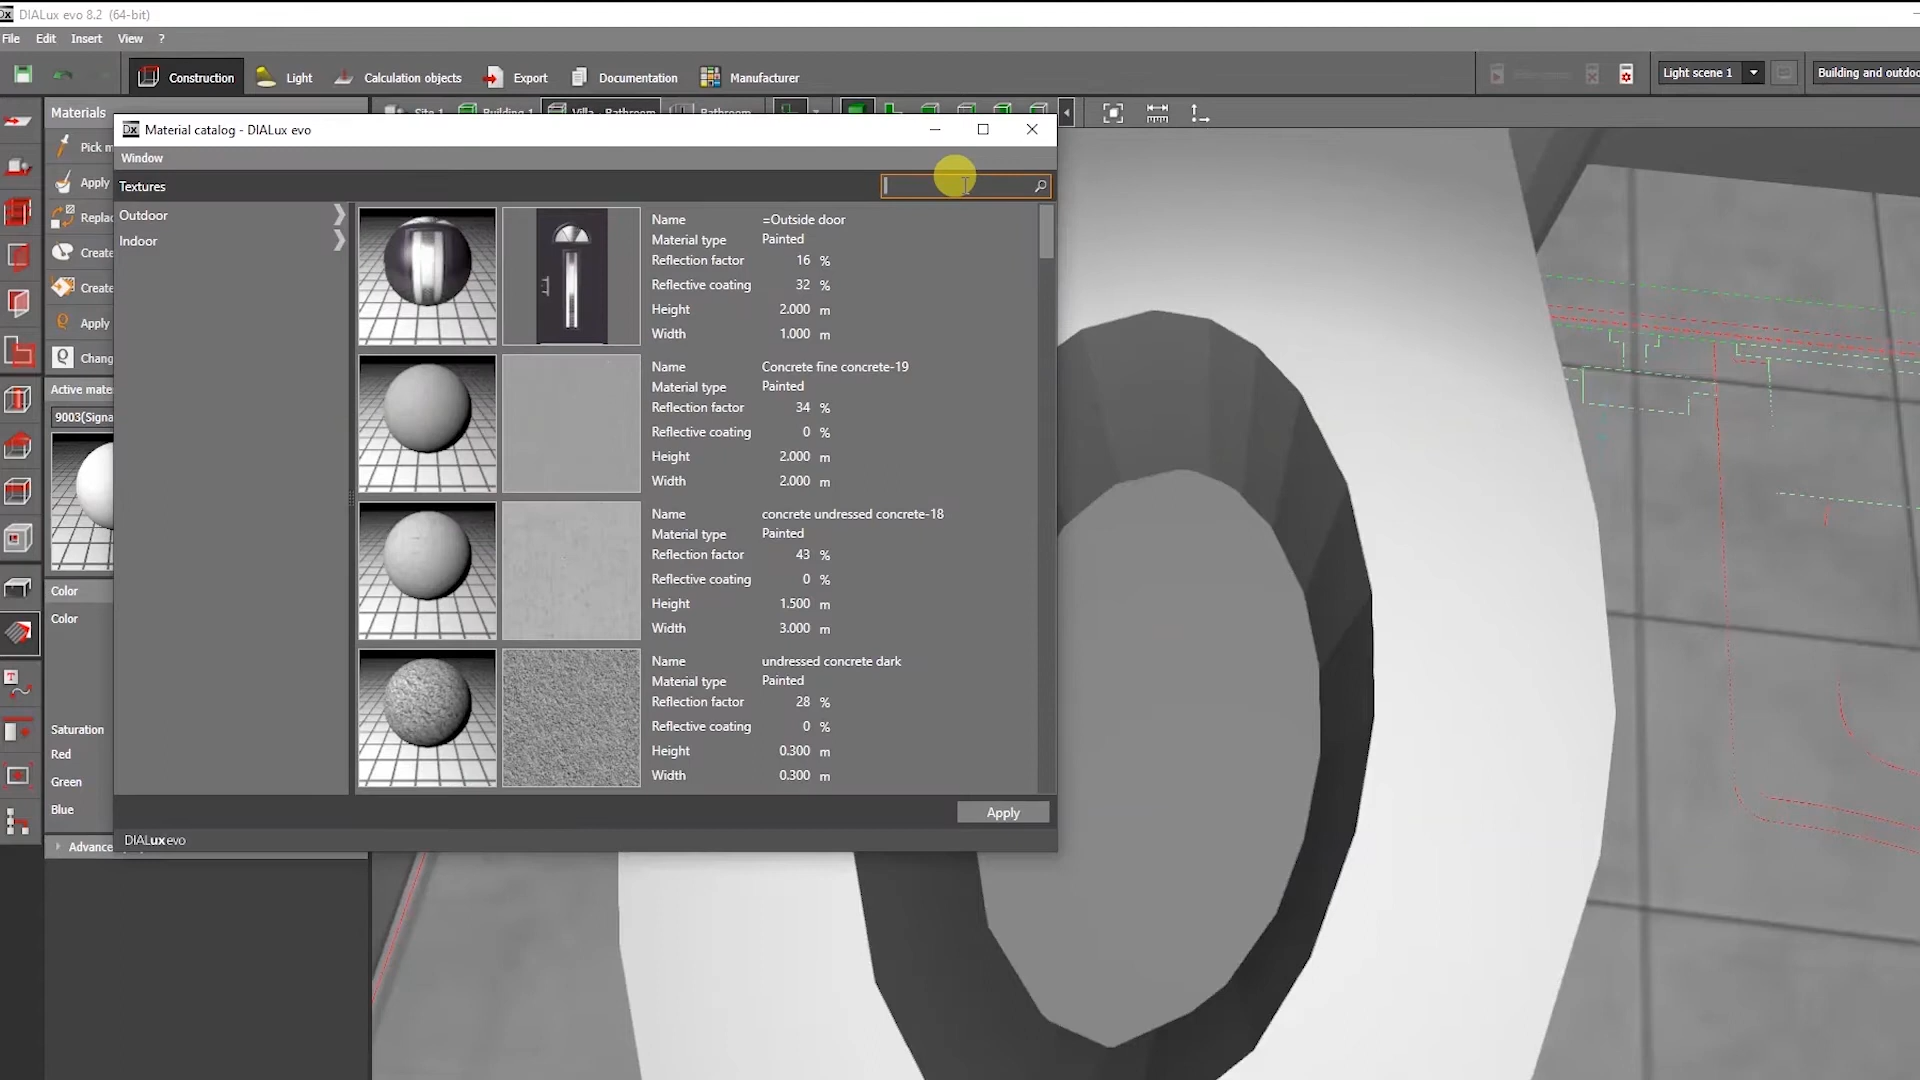 DIALux evo 8.2 (64-bit)
File Edit Insert View ?
Construction Light Calculation objects Export Documentation Manufacturer
Light scene 1
Building and outdoo
Materials
Site 1 Building 1 Villa Bathroom Bathroom
Dx Material catalog - DIALux evo
Window
Textures
Outdoor
Indoor
Pick m
Apply
Replac
Create
Create
Apply
Chang
Active mate
9003(Signa
Color
Color
Saturation
Red
Green
Blue
Advance
Name =Outside door
Material type Painted
Reflection factor 16 %
Reflective coating 32 %
Height 2.000 m
Width 1.000 m
Name Concrete fine concrete-19
Material type Painted
Reflection factor 34 %
Reflective coating 0 %
Height 2.000 m
Width 2.000 m
Name concrete undressed concrete-18
Material type Painted
Reflection factor 43 %
Reflective coating 0 %
Height 1.500 m
Width 3.000 m
Name undressed concrete dark
Material type Painted
Reflection factor 28 %
Reflective coating 0 %
Height 0.300 m
Width 0.300 m
Apply
DIALux evo